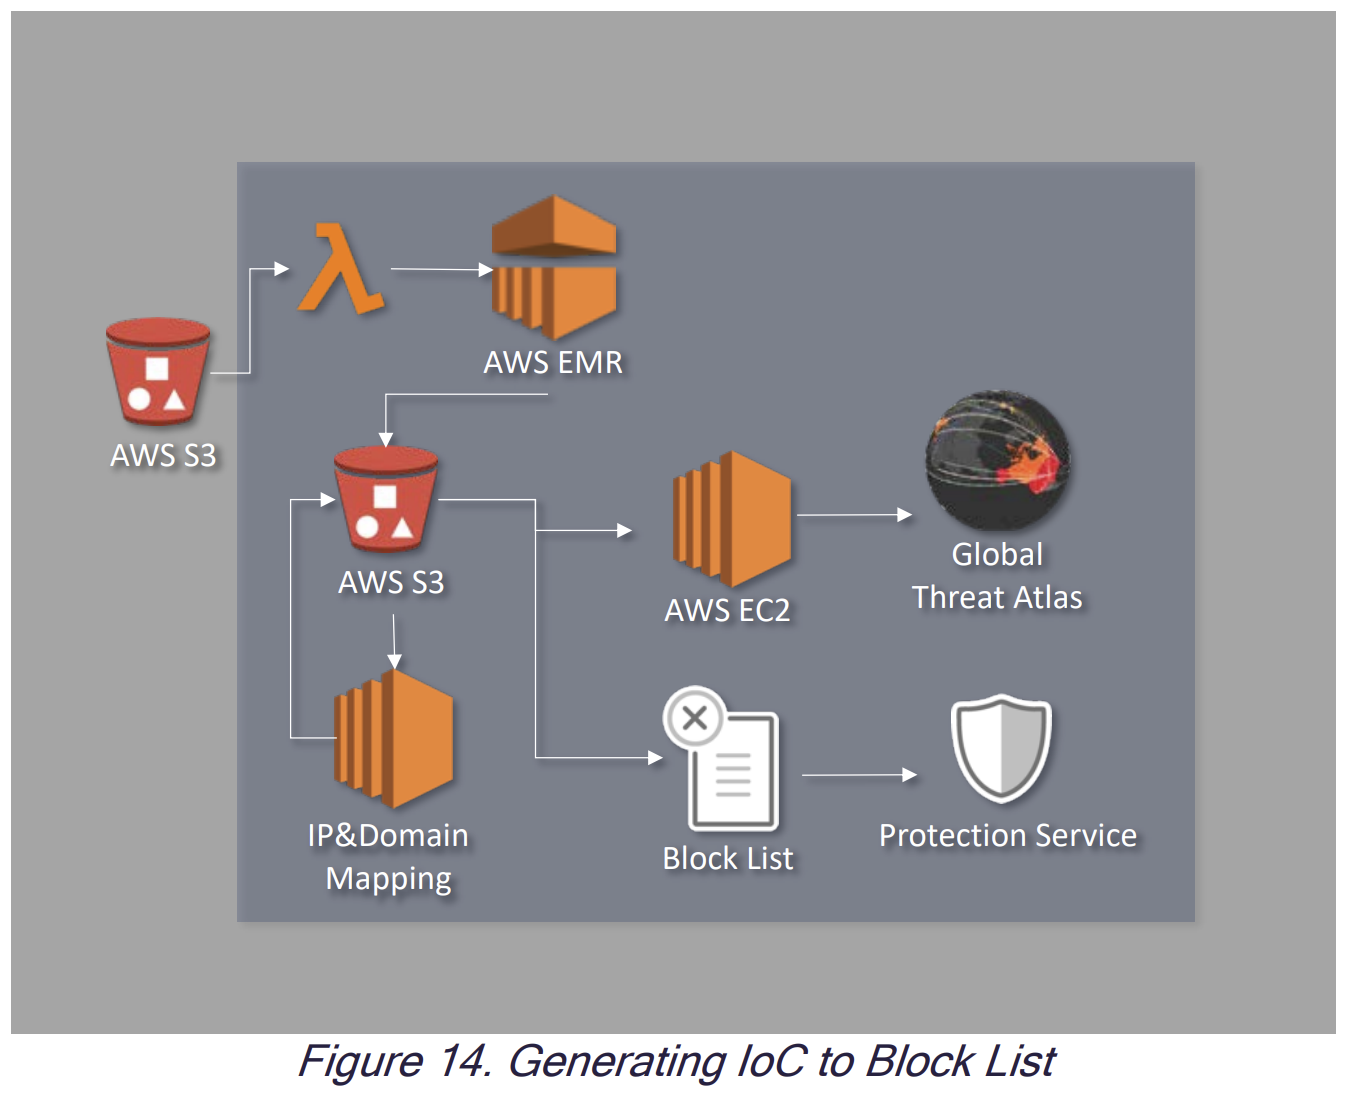 AWS EMR
AWS S3
AWS S3
Global
Threat Atlas
AWS EC2
IP&Domain
Mapping
Block List
Protection Service
Figure 14. Generating IoC to Block List